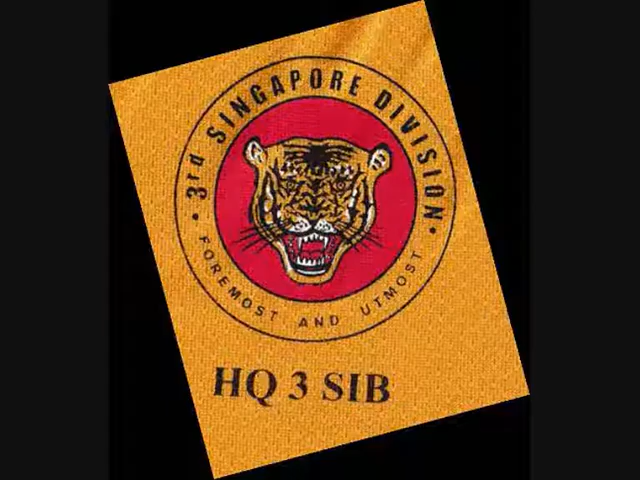 • 3rd SINGAPORE DIVISION •
FOREMOST AND UTMOST
HQ 3 SIB